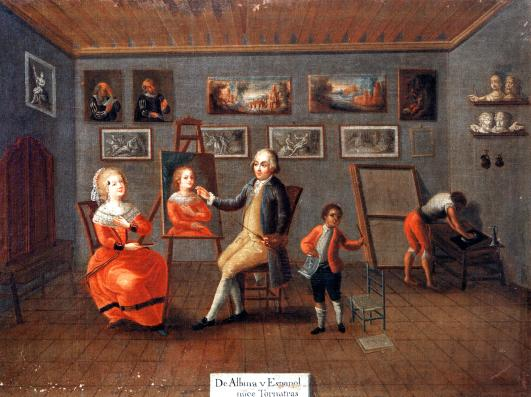 De Albina y Español
nace Tornatras